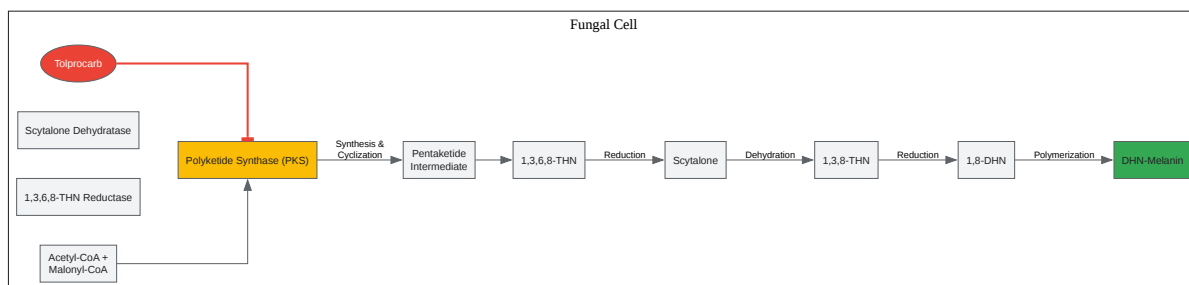 Fungal Cell
Tolprocarb
Scytalone Dehydratase
1,3,6,8-THN Reductase
Acetyl-CoA +
Malonyl-CoA
Polyketide Synthase (PKS)
Synthesis &
Cyclization
Pentaketide
Intermediate
1,3,6,8-THN
Reduction
Scytalone
Dehydration
1,3,8-THN
Reduction
1,8-DHN
Polymerization
DHN-Melanin